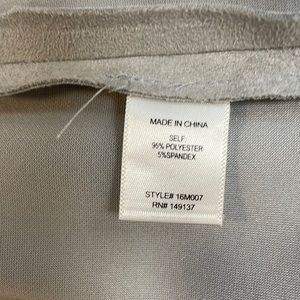 MADE IN CHINA
SELF:
95% POLYESTER
5%SPANDEX
STYLE# 16M007
RN# 149137